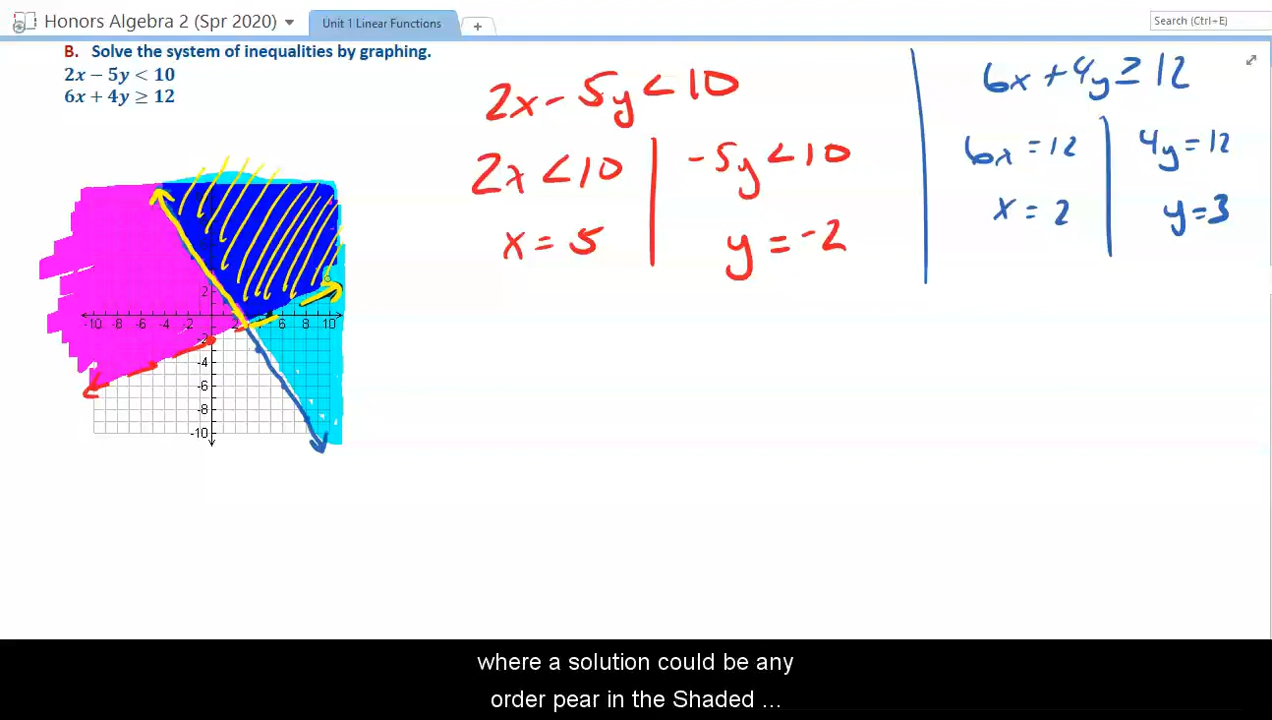 Honors Algebra 2 (Spr 2020)
Unit 1 Linear Functions
+
Search (Ctrl+E)
B. Solve the system of inequalities by graphing.
2x − 5y < 10
6x + 4y ≥ 12
2x - 5y < 10
2x < 10
x = 5
-5y < 10
y = -2
6x + 4y ≥ 12
6x = 12
x = 2
4y = 12
y = 3
2
-10 -8 -6 -4 -2 2 6 8 10
-2
-4
-6
-8
-10
where a solution could be any
order pear in the Shaded ...